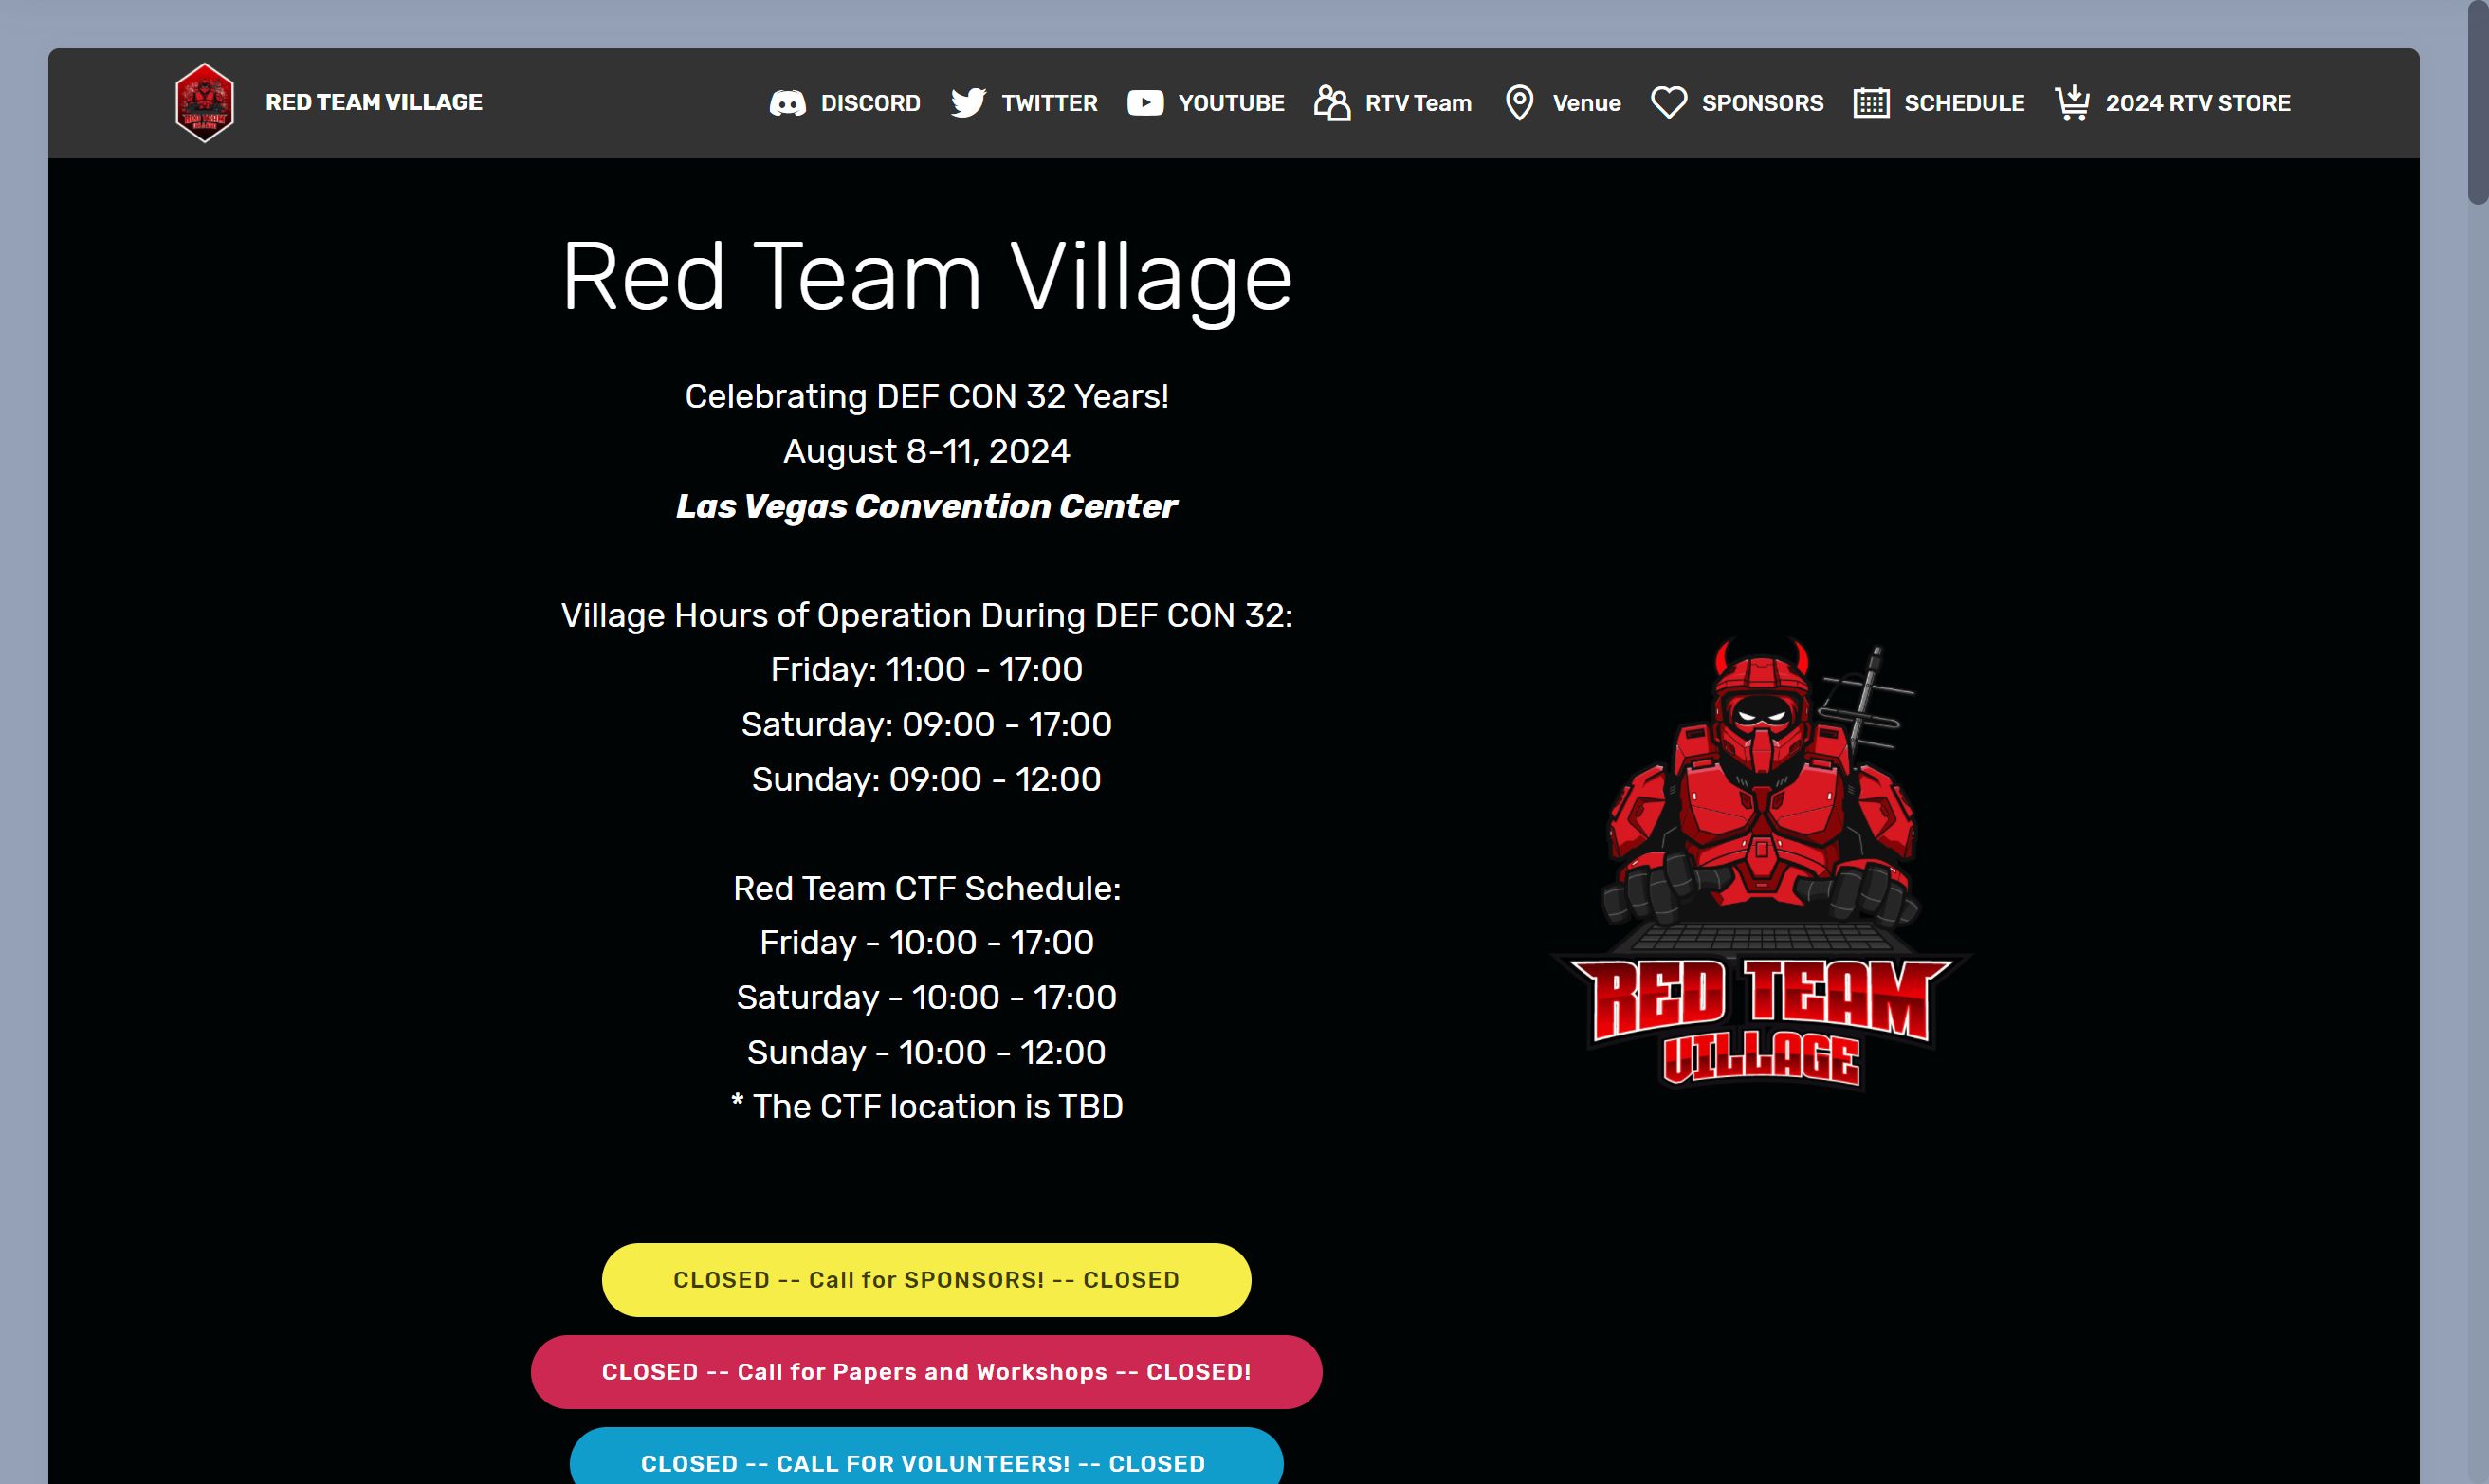 RED TEAM VILLAGE
DISCORD
TWITTER
YOUTUBE
RTV Team
Venue
SPONSORS
SCHEDULE
2024 RTV STORE
Red Team Village
Celebrating DEF CON 32 Years!
August 8-11, 2024
Las Vegas Convention Center
Village Hours of Operation During DEF CON 32:
Friday: 11:00 - 17:00
Saturday: 09:00 - 17:00
Sunday: 09:00 - 12:00
Red Team CTF Schedule:
Friday - 10:00 - 17:00
Saturday - 10:00 - 17:00
Sunday - 10:00 - 12:00
* The CTF location is TBD
RED TEAM
VILLAGE
CLOSED -- Call for SPONSORS! -- CLOSED
CLOSED -- Call for Papers and Workshops -- CLOSED!
CLOSED -- CALL FOR VOLUNTEERS! -- CLOSED